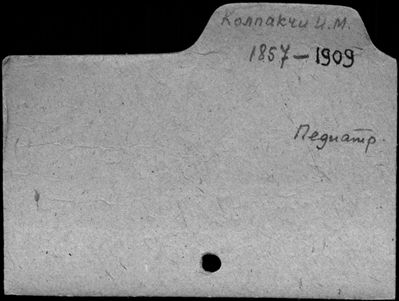 Колпакчи И.М.
1857-1909
Педиатр.